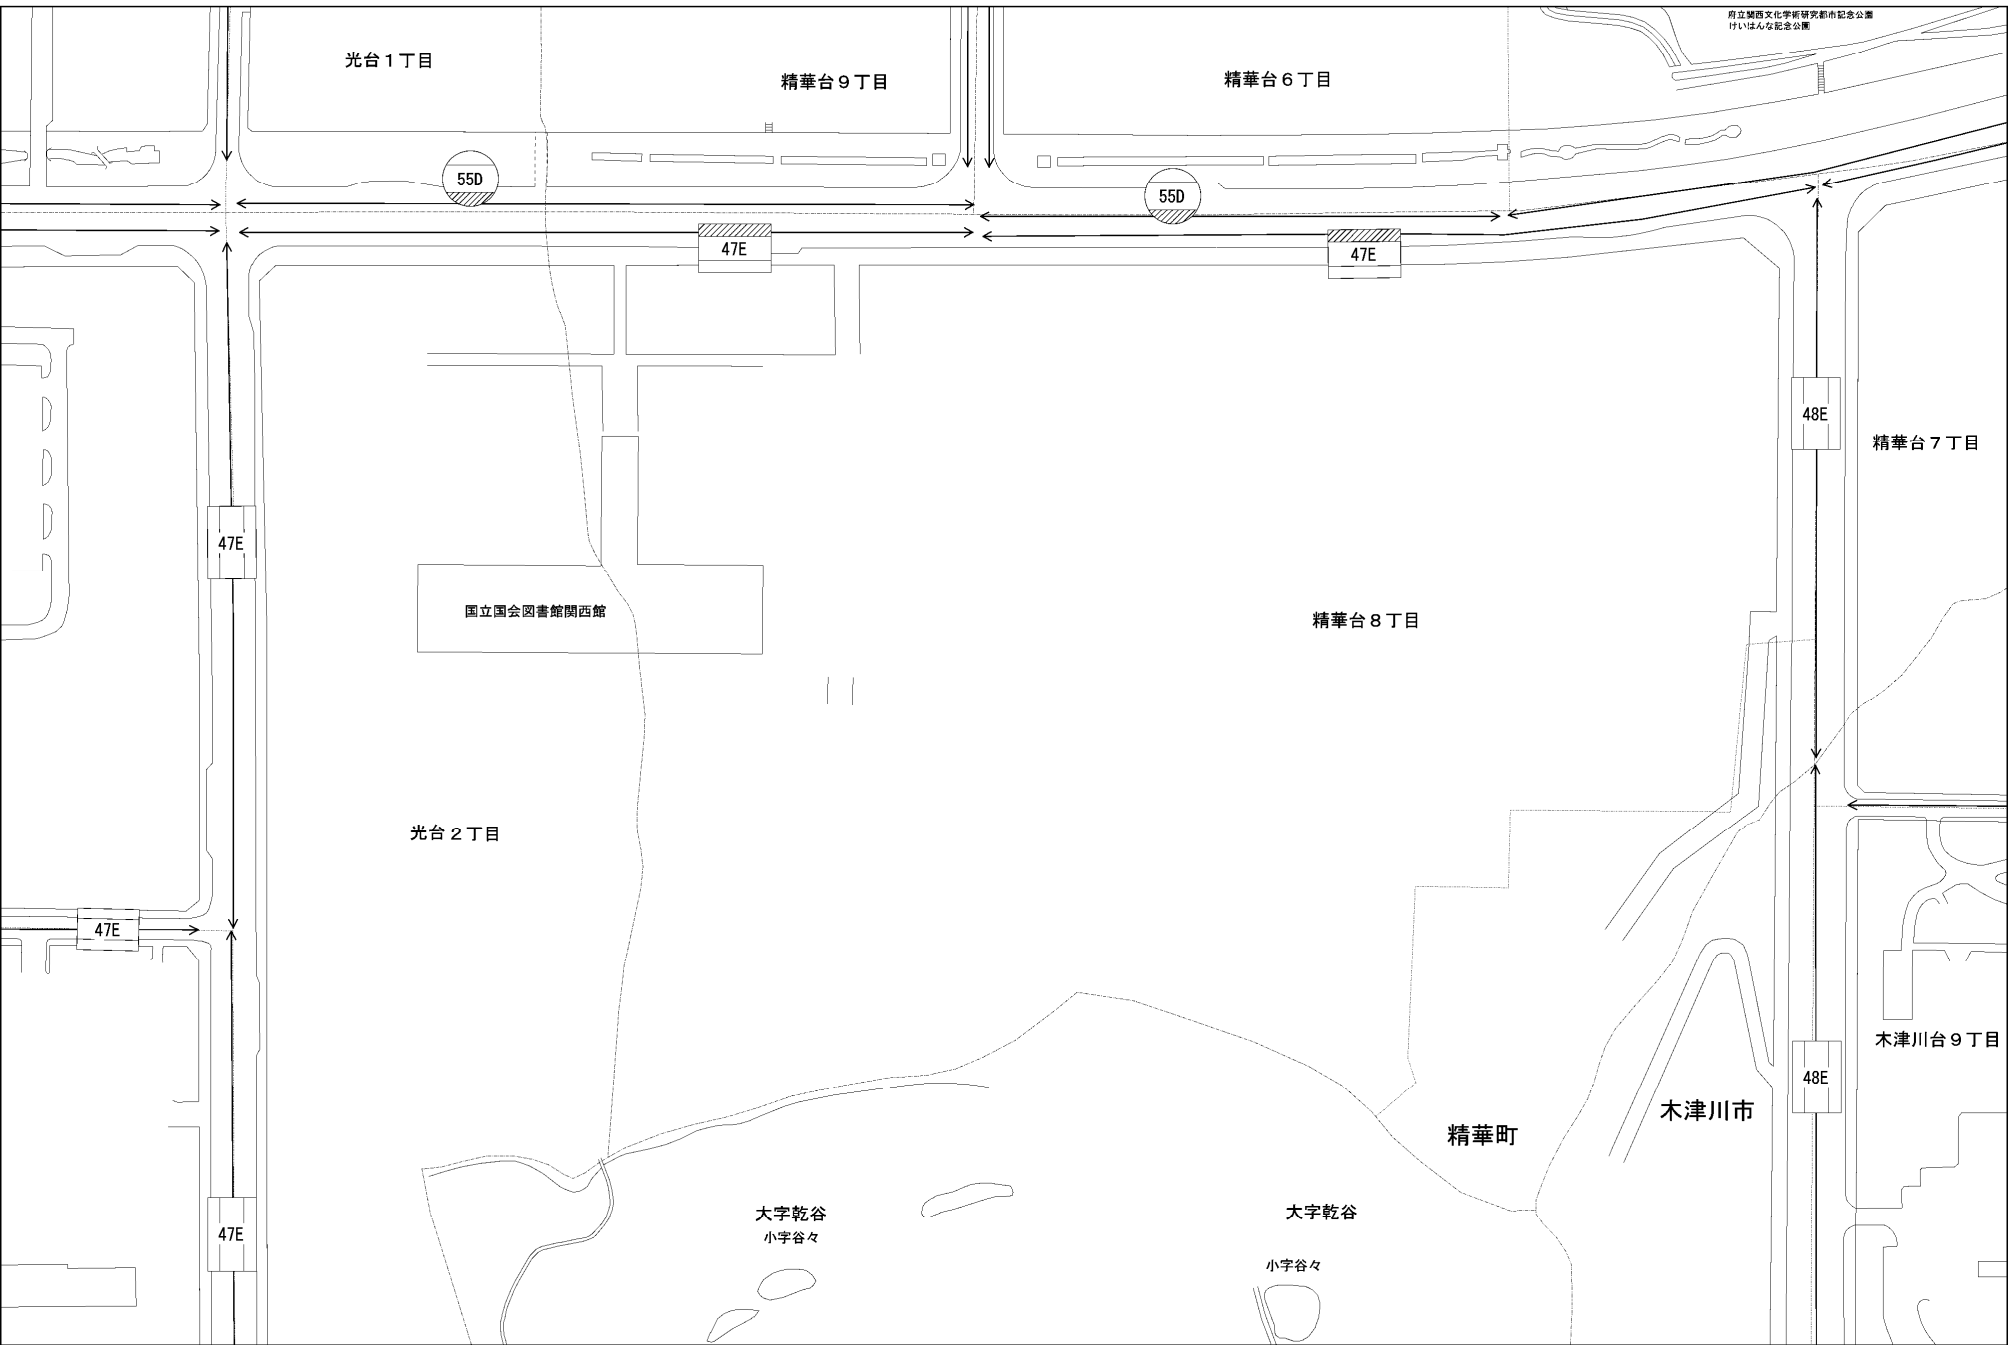 府立関西文化学術研究都市記念公園
けいはんな記念公園
光台１丁目
精華台９丁目
精華台６丁目
55D
55D
47E
47E
48E
精華台７丁目
47E
国立国会図書館関西館
精華台８丁目
光台２丁目
47E
木津川台９丁目
48E
木津川市
精華町
大字乾谷
小字谷々
大字乾谷
小字谷々
47E